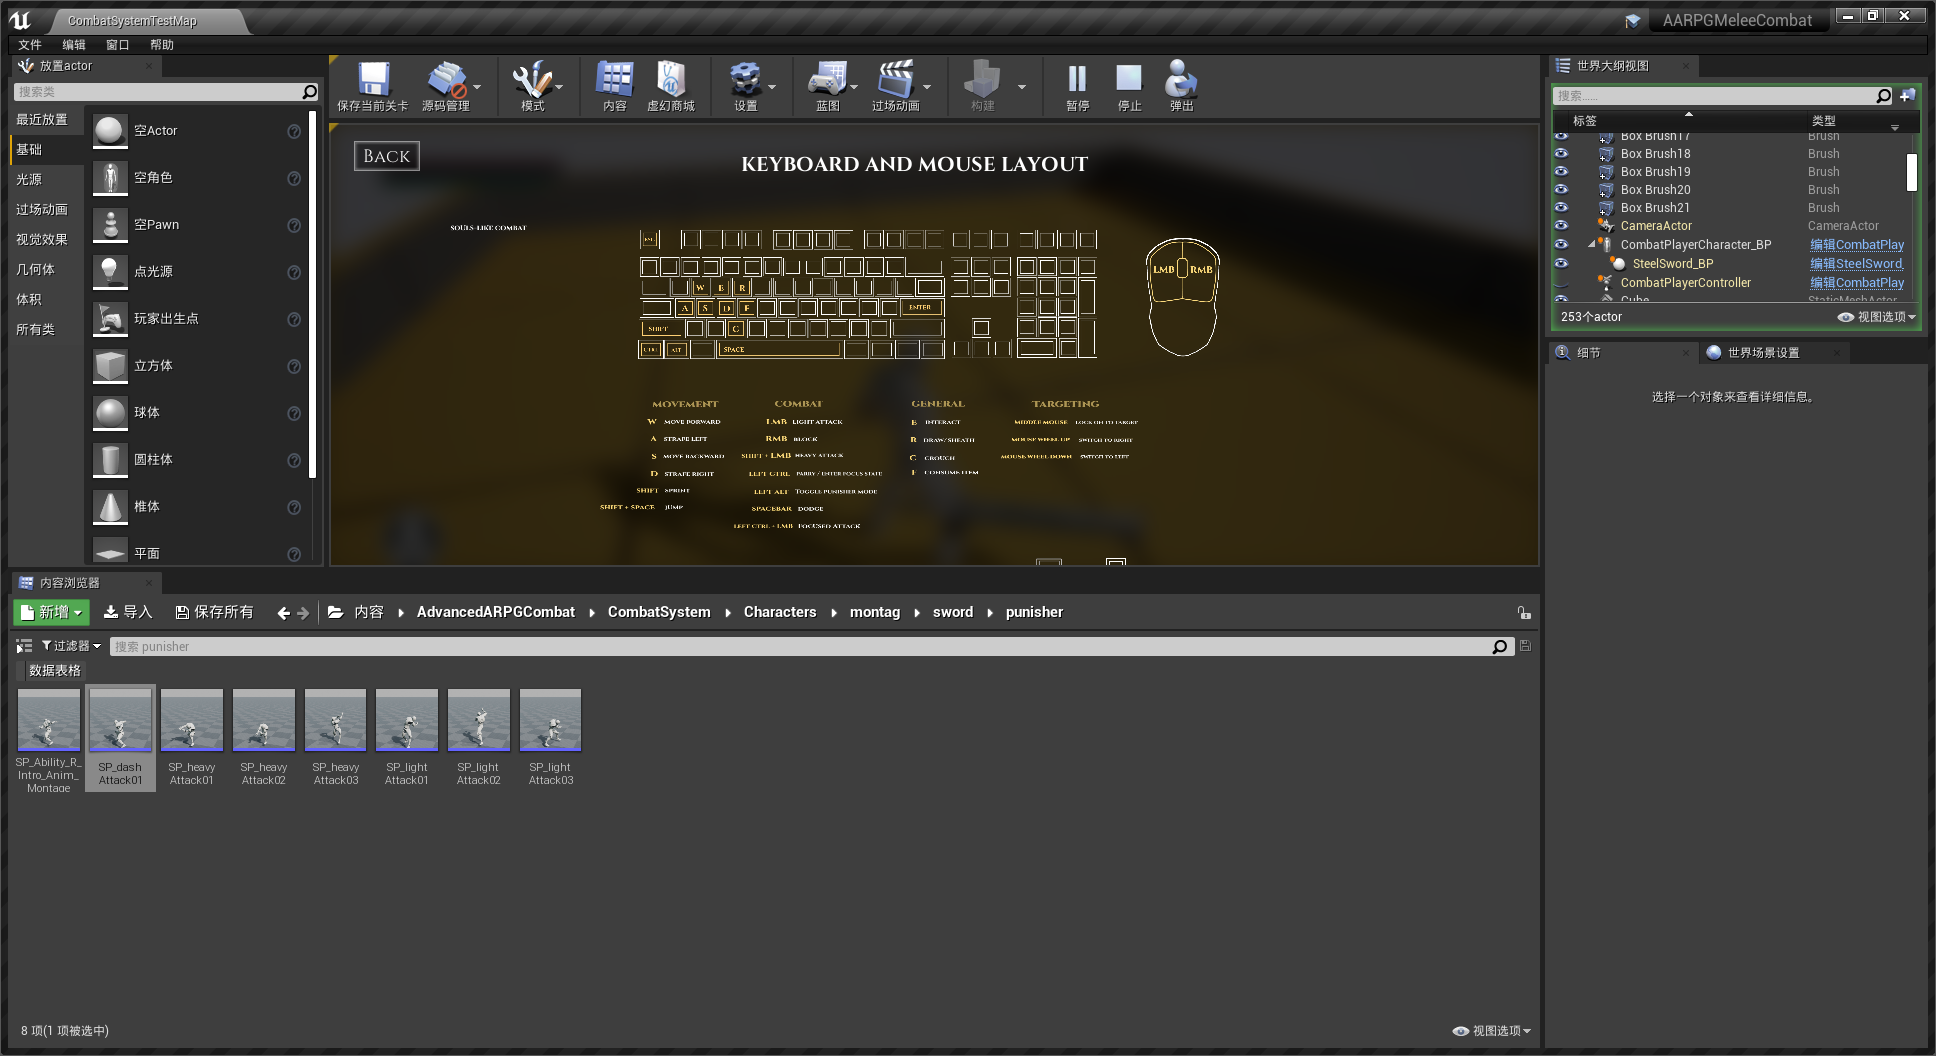 CombatSystemTestMap
AARPGMeleeCombat
文件 编辑 窗口 帮助
放置actor
搜索类
最近放置
基础
光源
过场动画
视觉效果
几何体
体积
所有类
空Actor
空角色
空Pawn
点光源
玩家出生点
立方体
球体
圆柱体
椎体
平面
保存当前关卡 源码管理 模式 内容 虚幻商城 设置 蓝图 过场动画 构建 暂停 停止 弹出
BACK
KEYBOARD AND MOUSE LAYOUT
SOULS-LIKE COMBAT
ESC
W E R
A S D F ENTER
SHIFT C
CTRL ALT SPACE
LMB RMB
MOVEMENT
W MOVE FORWARD
A STRAFE LEFT
S MOVE BACKWARD
D STRAFE RIGHT
SHIFT SPRINT
SHIFT + SPACE JUMP
COMBAT
LMB LIGHT ATTACK
RMB BLOCK
SHIFT + LMB HEAVY ATTACK
LEFT CTRL PARRY / ENTER FOCUS STATE
LEFT ALT TOGGLE PUNISHER MODE
SPACEBAR DODGE
LEFT CTRL + LMB FOCUSED ATTACK
GENERAL
E INTERACT
R DRAW/SHEATH
C CROUCH
F CONSUME ITEM
TARGETING
MIDDLE MOUSE LOCK ON TO TARGET
MOUSE WHEEL UP SWITCH TO RIGHT
MOUSE WHEEL DOWN SWITCH TO LEFT
世界大纲视图
搜索......
标签 类型
Box Brush17 Brush
Box Brush18 Brush
Box Brush19 Brush
Box Brush20 Brush
Box Brush21 Brush
CameraActor CameraActor
CombatPlayerCharacter_BP 编辑CombatPlay
SteelSword_BP 编辑SteelSword
CombatPlayerController 编辑CombatPlay
Cube StaticMeshActor
253个actor 视图选项
细节 世界场景设置
选择一个对象来查看详细信息。
内容浏览器
新增 导入 保存所有 内容 AdvancedARPGCombat CombatSystem Characters montag sword punisher
过滤器 搜索 punisher
数据表格
SP_Ability_R_
Intro_Anim_
Montage
SP_dash
Attack01
SP_heavy
Attack01
SP_heavy
Attack02
SP_heavy
Attack03
SP_light
Attack01
SP_light
Attack02
SP_light
Attack03
8 项(1 项被选中) 视图选项